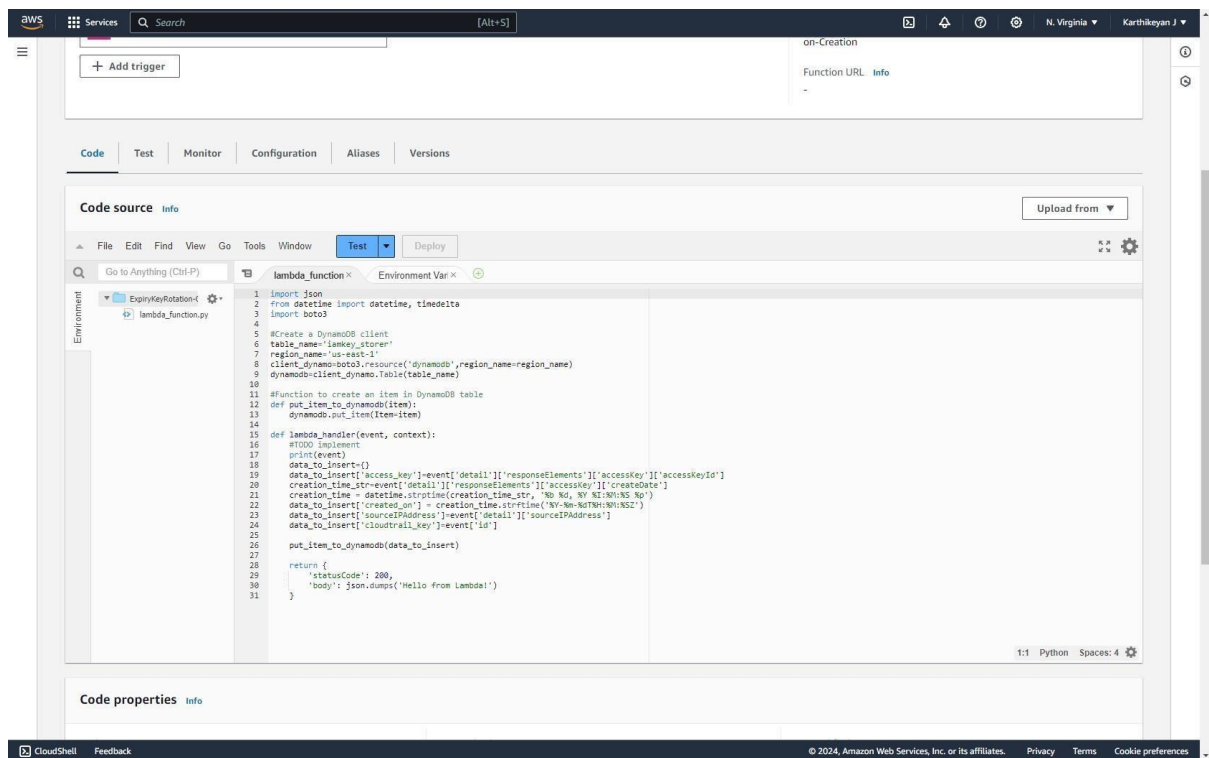 aws Services Search [Alt+S] N. Virginia ▼ Karthikeyan J ▼
on-Creation
+ Add trigger
Function URL Info
-
Code Test Monitor Configuration Aliases Versions
Code source Info
Upload from ▼
File Edit Find View Go Tools Window Test Deploy
Go to Anything (Ctrl-P) lambda_function × Environment Var ×
Environment
ExpiryKeyRotation-C
lambda_function.py
1 import json
2 from datetime import datetime, timedelta
3 import boto3
4
5 #Create a DynamoDB client
6 table_name='iamkey_storer'
7 region_name='us-east-1'
8 client_dynamo=boto3.resource('dynamodb',region_name=region_name)
9 dynamodb=client_dynamo.Table(table_name)
10
11 #Function to create an item in DynamoDB table
12 def put_item_to_dynamodb(item):
13     dynamodb.put_item(Item=item)
14
15 def lambda_handler(event, context):
16     #TODO implement
17     print(event)
18     data_to_insert={}
19     data_to_insert['access_key']=event['detail']['responseElements']['accessKey']['accessKeyId']
20     creation_time_str=event['detail']['responseElements']['accessKey']['createDate']
21     creation_time = datetime.strptime(creation_time_str, '%b %d, %Y %I:%M:%S %p')
22     data_to_insert['created_on'] = creation_time.strftime('%Y-%m-%dT%H:%M:%SZ')
23     data_to_insert['sourceIPAddress']=event['detail']['sourceIPAddress']
24     data_to_insert['cloudtrail_key']=event['id']
25
26     put_item_to_dynamodb(data_to_insert)
27
28     return {
29         'statusCode': 200,
30         'body': json.dumps('Hello from Lambda!')
31     }
1:1 Python Spaces: 4
Code properties Info
CloudShell Feedback © 2024, Amazon Web Services, Inc. or its affiliates. Privacy Terms Cookie preferences